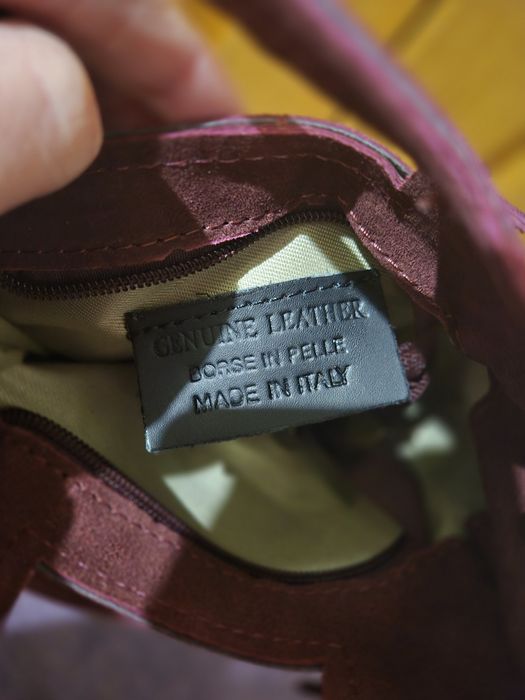 GENUINE LEATHER
BORSE IN PELLE
MADE IN ITALY